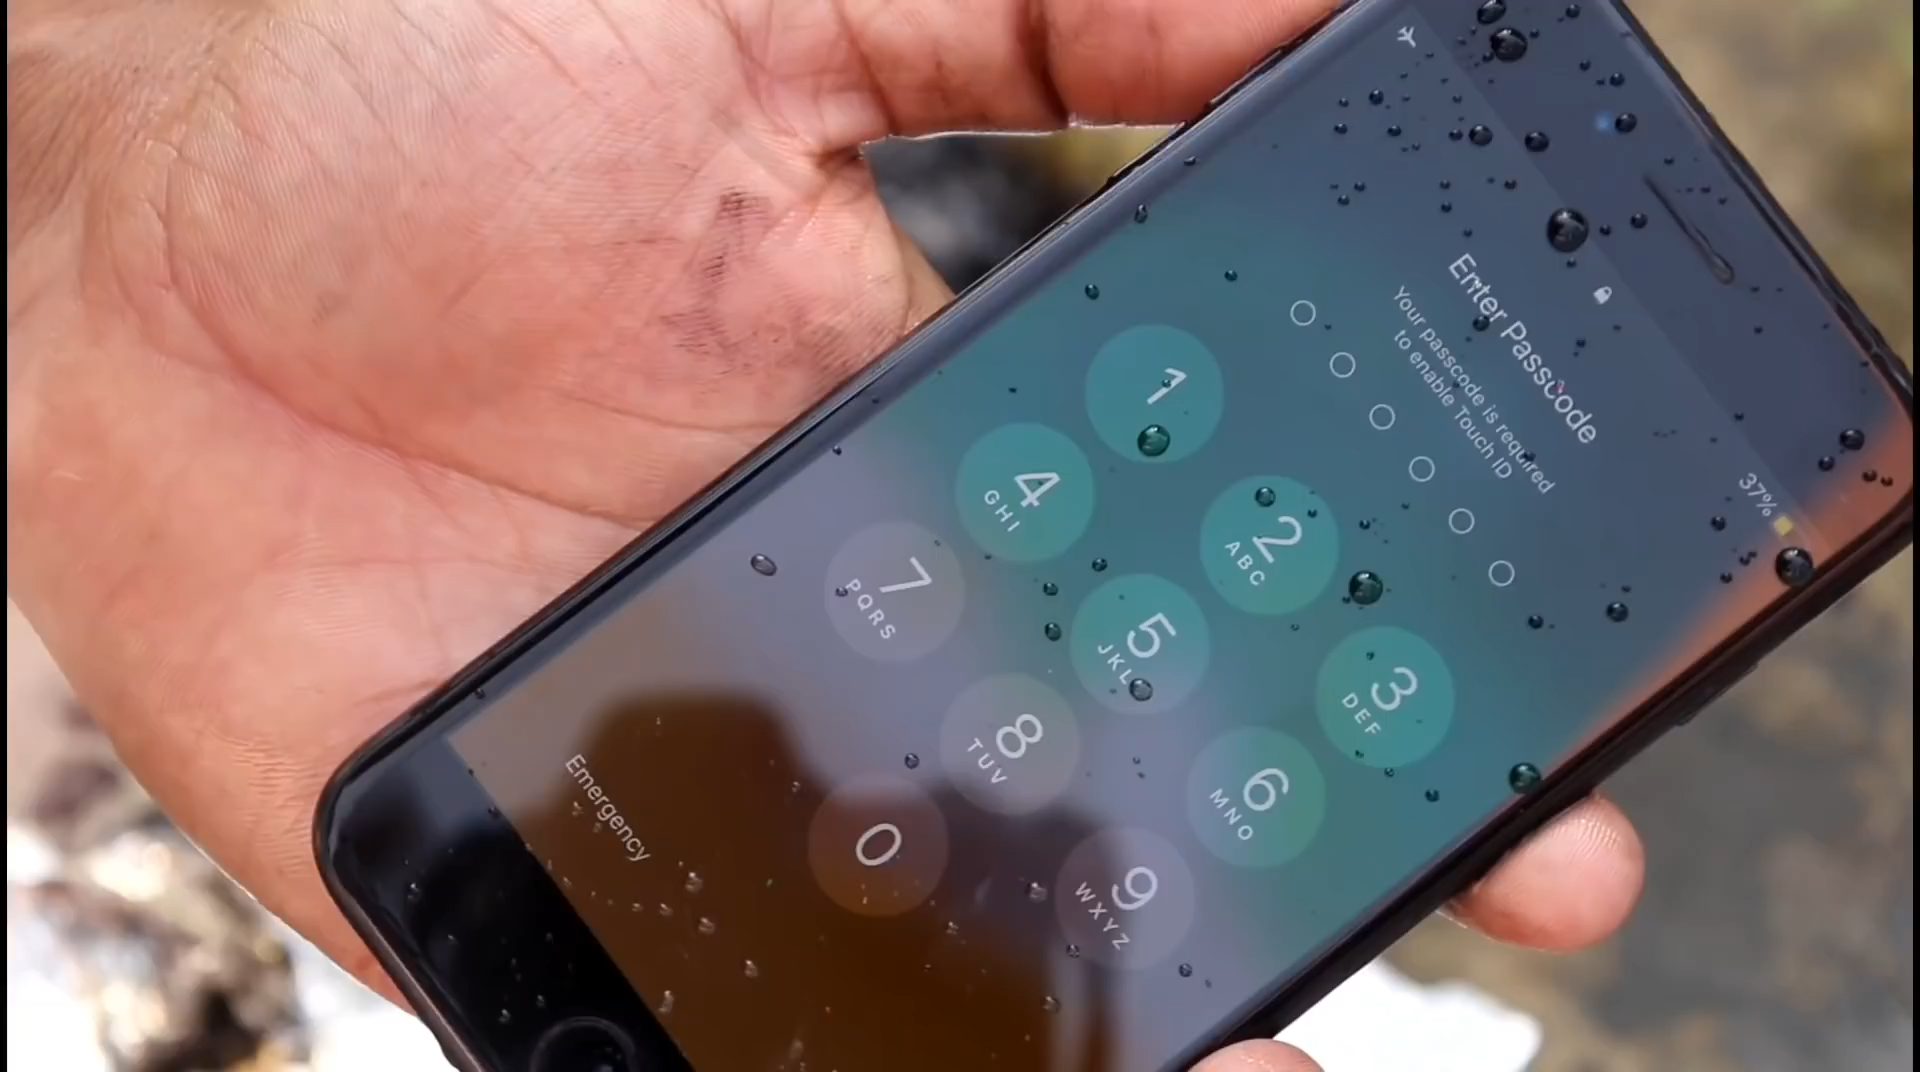 37%
Enter Passcode
Your passcode is required
to enable Touch ID
1
2
ABC
3
DEF
4
GHI
5
JKL
6
MNO
7
PQRS
8
TUV
9
WXYZ
0
Emergency